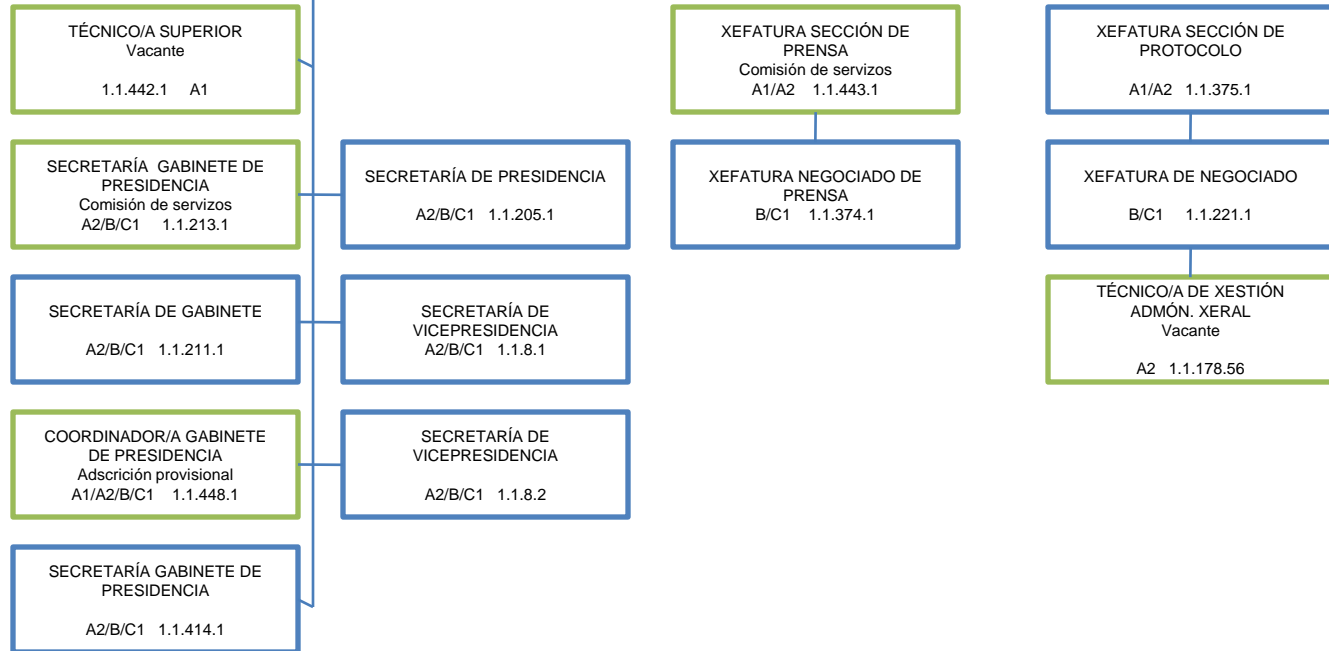 TÉCNICO/A SUPERIOR
Vacante
1.1.442.1 A1
SECRETARÍA GABINETE DE
PRESIDENCIA
Comisión de servizos
A2/B/C1 1.1.213.1
SECRETARÍA DE PRESIDENCIA
A2/B/C1 1.1.205.1
SECRETARÍA DE GABINETE
A2/B/C1 1.1.211.1
SECRETARÍA DE
VICEPRESIDENCIA
A2/B/C1 1.1.8.1
COORDINADOR/A GABINETE
DE PRESIDENCIA
Adscrición provisional
A1/A2/B/C1 1.1.448.1
SECRETARÍA DE
VICEPRESIDENCIA
A2/B/C1 1.1.8.2
SECRETARÍA GABINETE DE
PRESIDENCIA
A2/B/C1 1.1.414.1
XEFATURA SECCIÓN DE
PRENSA
Comisión de servizos
A1/A2 1.1.443.1
XEFATURA NEGOCIADO DE
PRENSA
B/C1 1.1.374.1
XEFATURA SECCIÓN DE
PROTOCOLO
A1/A2 1.1.375.1
XEFATURA DE NEGOCIADO
B/C1 1.1.221.1
TÉCNICO/A DE XESTIÓN
ADMÓN. XERAL
Vacante
A2 1.1.178.56